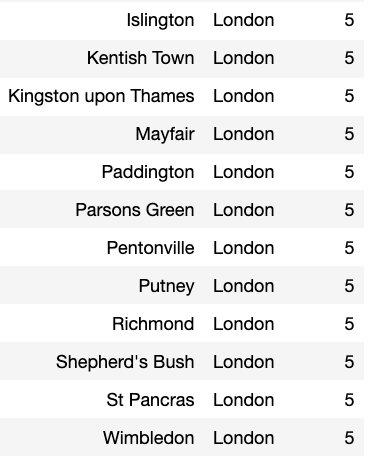 Islington London 5
Kentish Town London 5
Kingston upon Thames London 5
Mayfair London 5
Paddington London 5
Parsons Green London 5
Pentonville London 5
Putney London 5
Richmond London 5
Shepherd's Bush London 5
St Pancras London 5
Wimbledon London 5